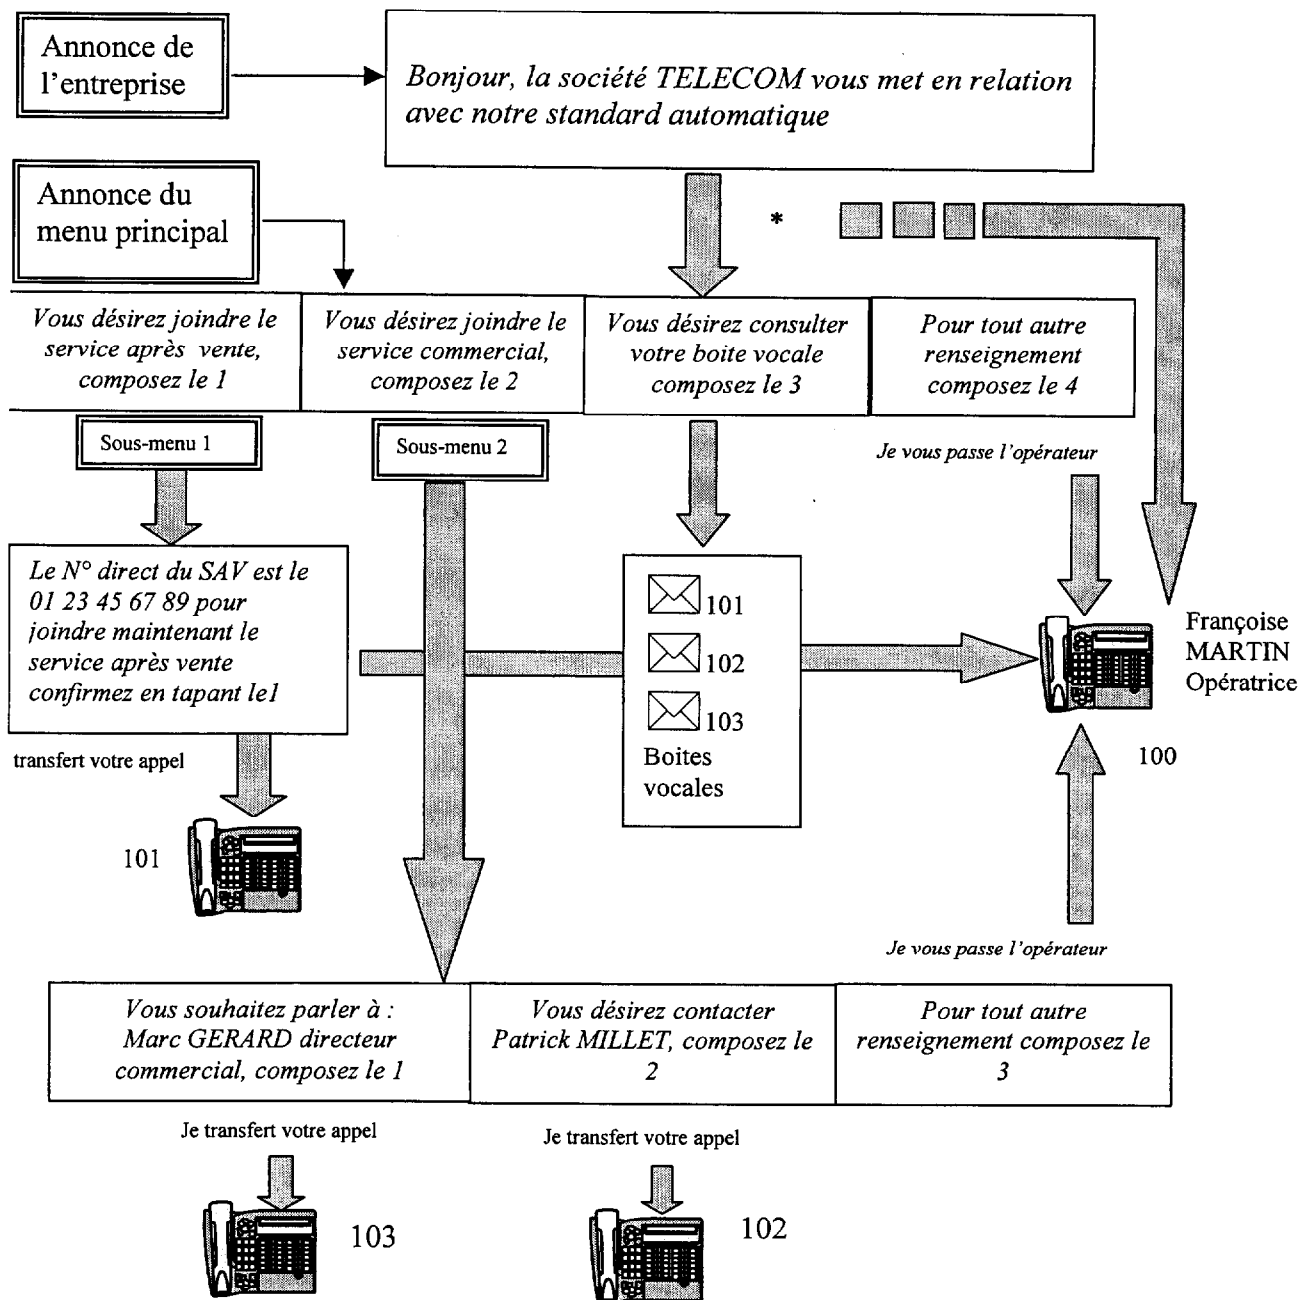 Annonce de
l'entreprise
Bonjour, la société TELECOM vous met en relation
avec notre standard automatique
Annonce du
menu principal
*
Vous désirez joindre le
service après vente,
composez le 1
Vous désirez joindre le
service commercial,
composez le 2
Vous désirez consulter
votre boite vocale
composez le 3
Pour tout autre
renseignement
composez le 4
Sous-menu 1
Sous-menu 2
Je vous passe l'opérateur
Le N° direct du SAV est le
01 23 45 67 89 pour
joindre maintenant le
service après vente
confirmez en tapant le1
101
102
103
Boites
vocales
Françoise
MARTIN
Opératrice
100
transfert votre appel
101
Je vous passe l'opérateur
Vous souhaitez parler à :
Marc GERARD directeur
commercial, composez le 1
Vous désirez contacter
Patrick MILLET, composez le
2
Pour tout autre
renseignement composez le
3
Je transfert votre appel
Je transfert votre appel
103
102